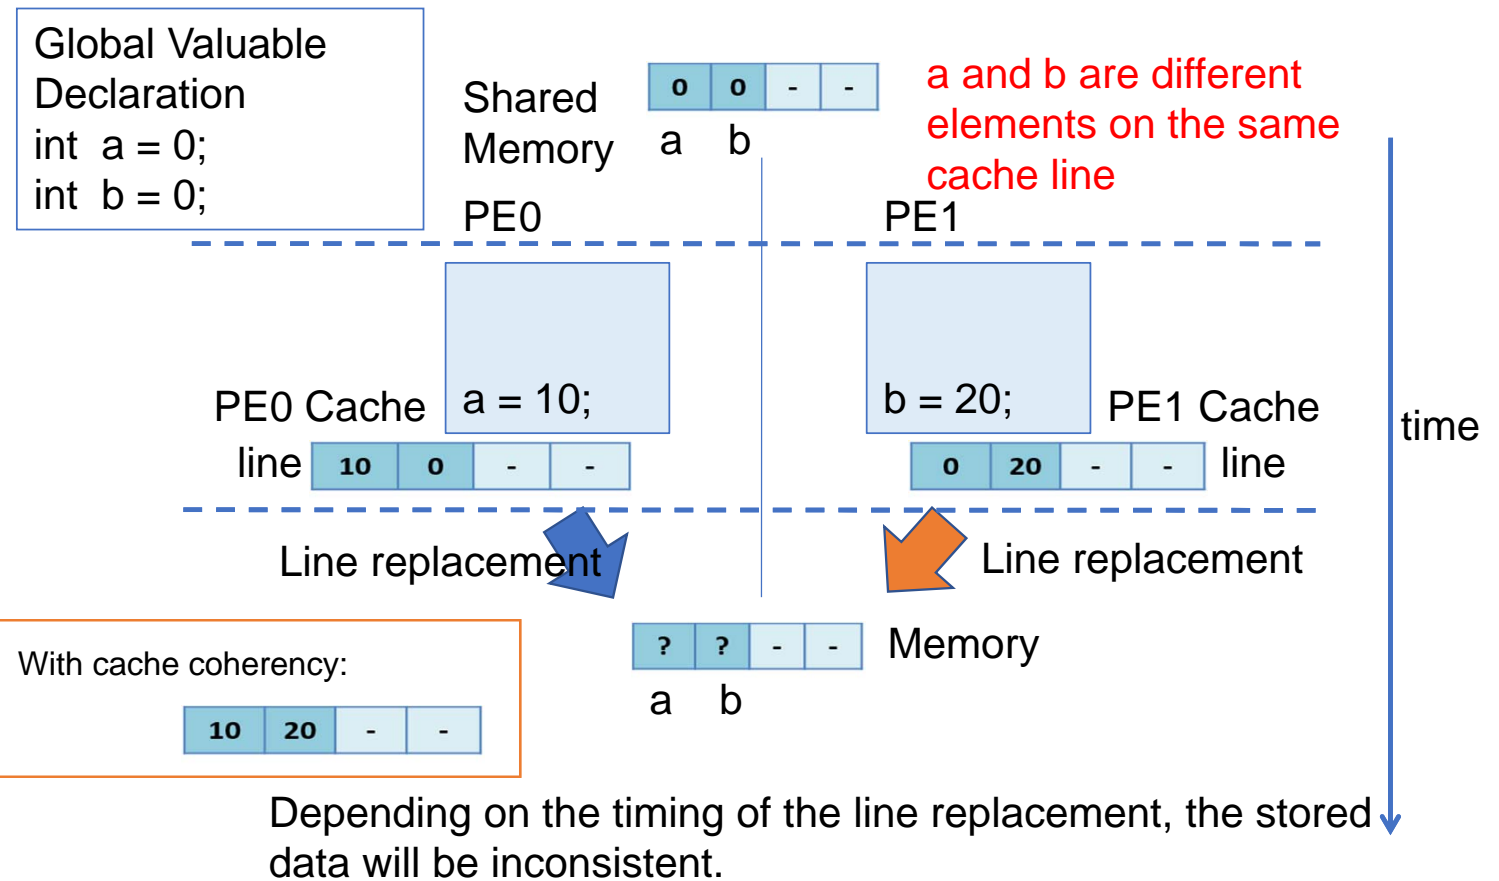 Global Valuable
Declaration
int  a = 0;
int  b = 0;
Shared
Memory
0 0 - -
a b
a and b are different
elements on the same
cache line
PE0
PE1
a = 10;
b = 20;
PE0 Cache
line
10 0 - -
PE1 Cache
line
0 20 - -
time
Line replacement
Line replacement
? ? - -
Memory
a b
With cache coherency:
10 20 - -
Depending on the timing of the line replacement, the stored
data will be inconsistent.